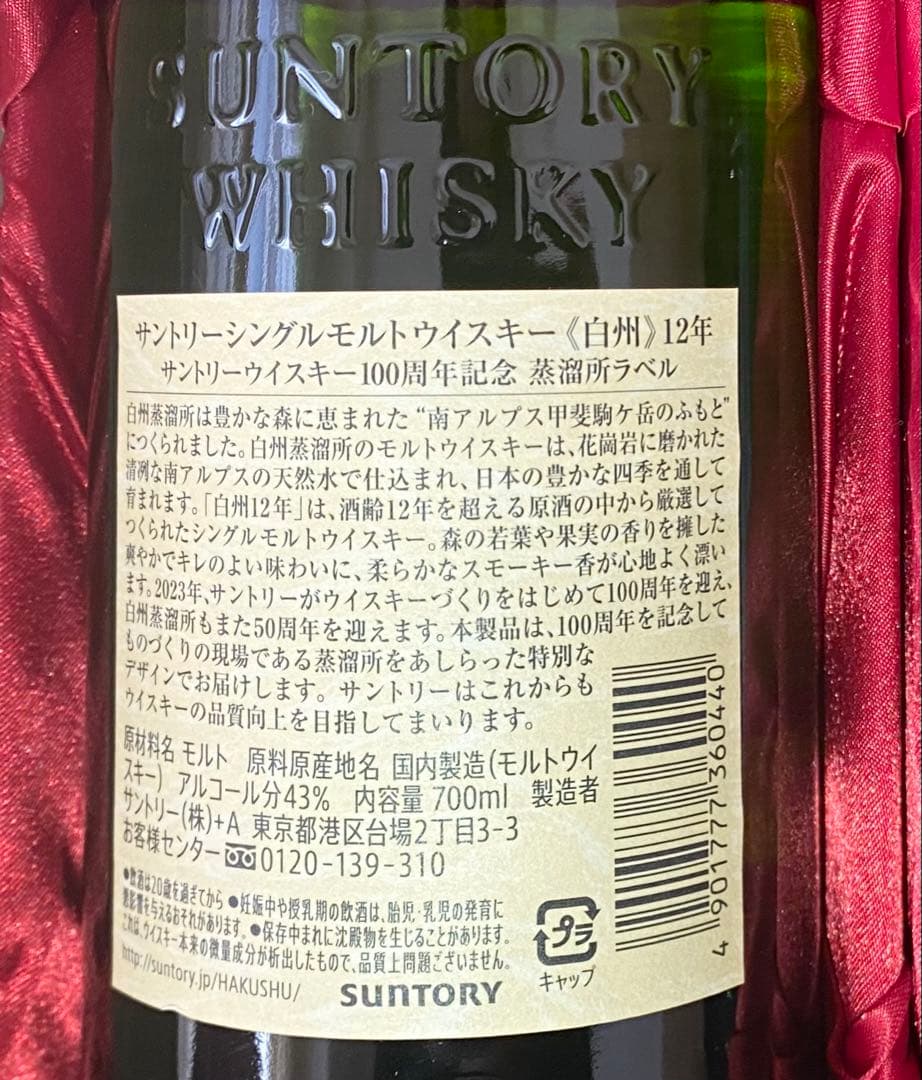 SUNTORY
WHISKY
サントリーシングルモルトウイスキー《白州》12年
サントリーウイスキー100周年記念 蒸溜所ラベル
白州蒸溜所は豊かな森に恵まれた“南アルプス甲斐駒ケ岳のふもと”
につくられました。白州蒸溜所のモルトウイスキーは、花崗岩に磨かれた
清冽な南アルプスの天然水で仕込まれ、日本の豊かな四季を通して
育まれます。「白州12年」は、酒齢12年を超える原酒の中から厳選して
つくられたシングルモルトウイスキー。森の若葉や果実の香りを擁した
爽やかでキレのよい味わいに、柔らかなスモーキー香が心地よく漂い
ます。2023年、サントリーがウイスキーづくりをはじめて100周年を迎え、
白州蒸溜所もまた50周年を迎えます。本製品は、100周年を記念して
ものづくりの現場である蒸溜所をあしらった特別な
デザインでお届けします。サントリーはこれからも
ウイスキーの品質向上を目指してまいります。
原材料名 モルト 原料原産地名 国内製造(モルトウイ
スキー) アルコール分43% 内容量 700ml 製造者
サントリー(株)+A 東京都港区台場2丁目3-3
お客様センター 0120-139-310
●飲酒は20歳を過ぎてから ●妊娠中や授乳期の飲酒は、胎児・乳児の発育に
悪影響を与えるおそれがあります。●保存中まれに沈殿物を生じることがあります。
これは、ウイスキー本来の微量成分が析出したもので、品質上問題ございません。
http://suntory.jp/HAKUSHU/
SUNTORY
プラ
キャップ
4 901777 360440